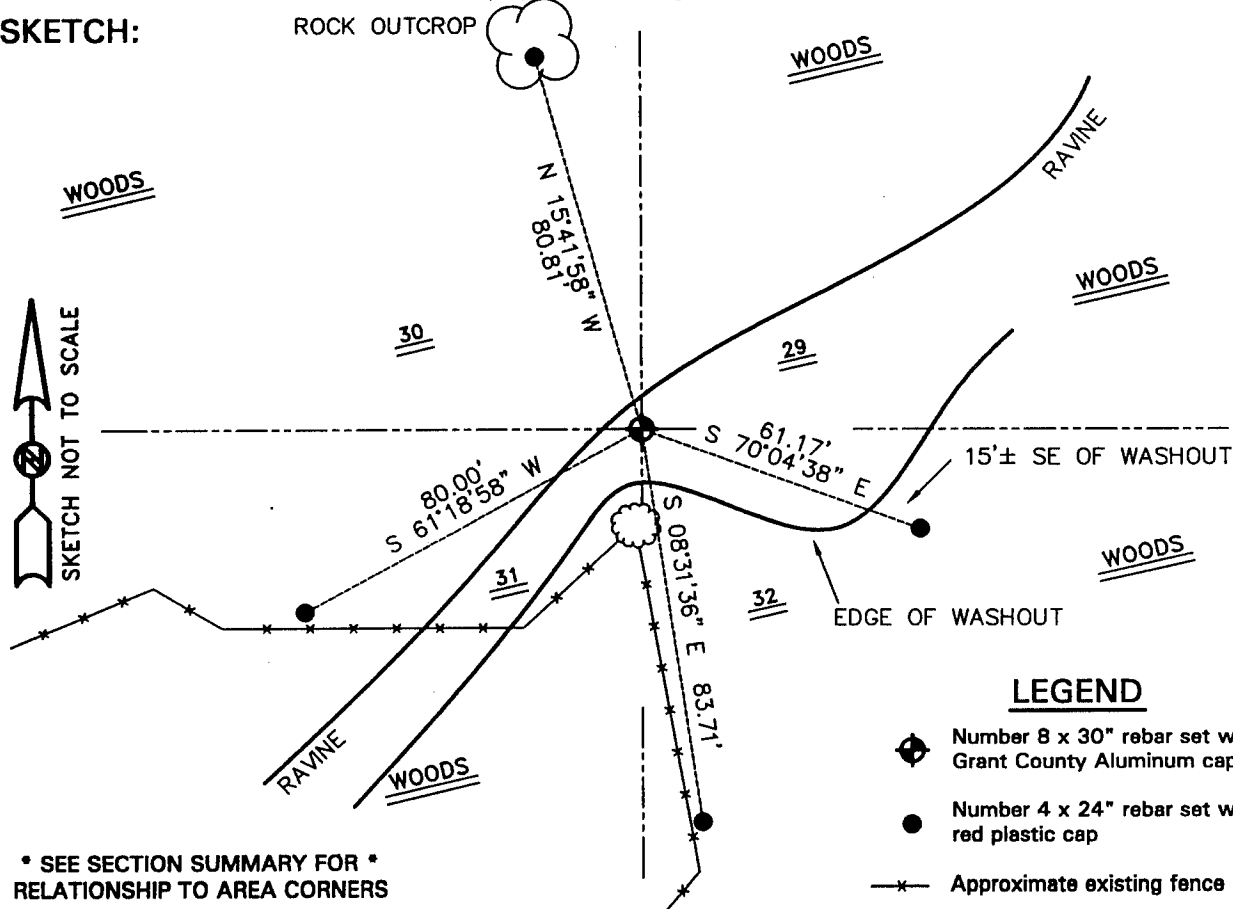 SKETCH:
ROCK OUTCROP
WOODS
RAVINE
WOODS
N 15°41'58" W
80.81'
WOODS
SKETCH NOT TO SCALE
N
30
29
61.17'
S 70°04'38" E
15'± SE OF WASHOUT
80.00'
S 61°18'58" W
S 08°31'36" E 83.71'
WOODS
31
32
EDGE OF WASHOUT
RAVINE
WOODS
LEGEND
Number 8 x 30" rebar set w
Grant County Aluminum cap
Number 4 x 24" rebar set w
red plastic cap
Approximate existing fence
* SEE SECTION SUMMARY FOR *
RELATIONSHIP TO AREA CORNERS